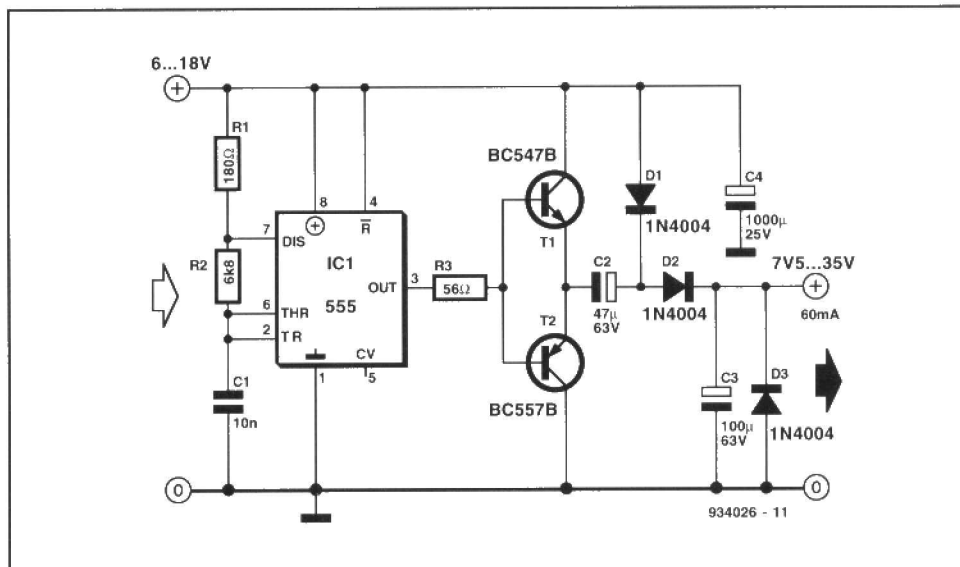 6...18V
R1
180Ω
R2
6k8
C1
10n
7
DIS
6
THR
2
TR
8
4
R̅
IC1
555
OUT
3
1
CV
5
R3
56Ω
BC547B
T1
T2
BC557B
C2
47μ
63V
D1
1N4004
D2
1N4004
C4
1000μ
25V
7V5...35V
60mA
C3
100μ
63V
D3
1N4004
0
0
934026 - 11